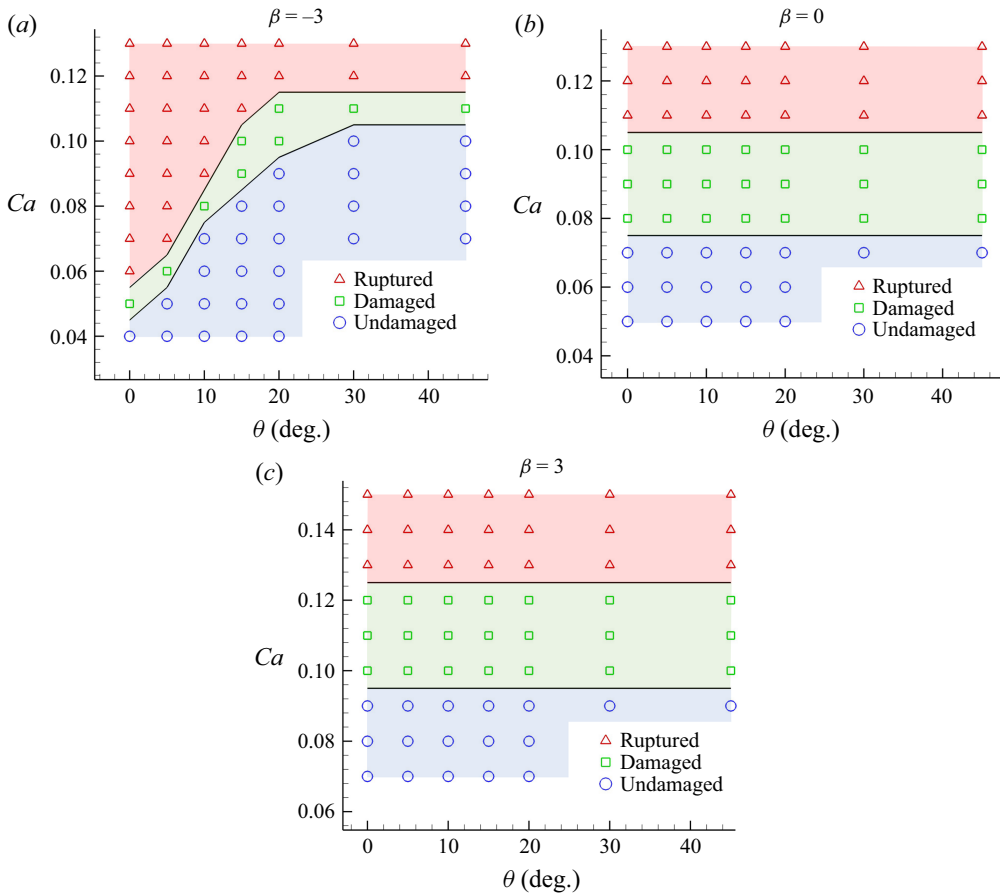 (a)
β = –3
0.12
0.10
Ca
0.08
0.06
0.04
Ruptured
Damaged
Undamaged
0
10
20
30
40
θ (deg.)
(b)
β = 0
0.12
0.10
Ca
0.08
0.06
0.04
Ruptured
Damaged
Undamaged
0
10
20
30
40
θ (deg.)
(c)
β = 3
0.14
0.12
Ca
0.10
0.08
0.06
Ruptured
Damaged
Undamaged
0
10
20
30
40
θ (deg.)